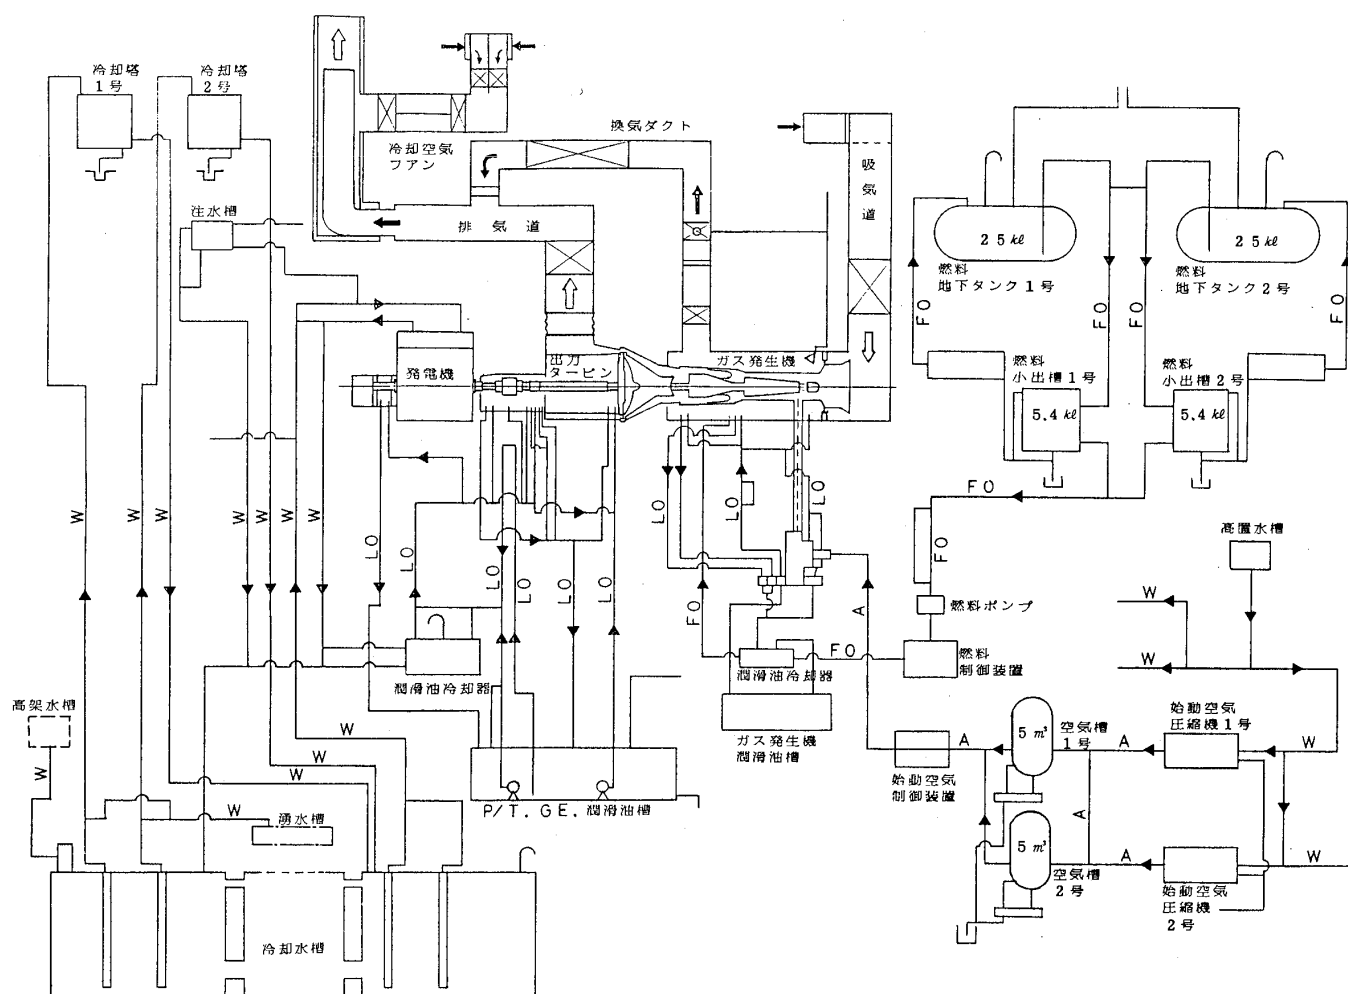 冷却塔
1号
冷却塔
2号
換気ダクト
冷却空気
フアン
吸気道
注水槽
排気道
25kl
燃料
地下タンク1号
25kl
燃料
地下タンク2号
FO
FO
FO
FO
発電機
出力
タービン
ガス発生機
燃料
小出槽1号
5.4kl
燃料
小出槽2号
5.4kl
W
W
W
W
W
W
W
LO
LO
LO
LO
LO
LO
LO
LO
LO
FO
A
FO
FO
高置水槽
燃料ポンプ
W
W
燃料
制御装置
FO
潤滑油冷却器
潤滑油冷却器
ガス発生機
潤滑油槽
高架水槽
W
W
W
W
湧水槽
冷却水槽
P/T. GE. 潤滑油槽
始動空気
制御装置
A
5m³
空気槽
1号
A
始動空気
圧縮機1号
W
A
5m³
空気槽
2号
A
始動空気
圧縮機
2号
W